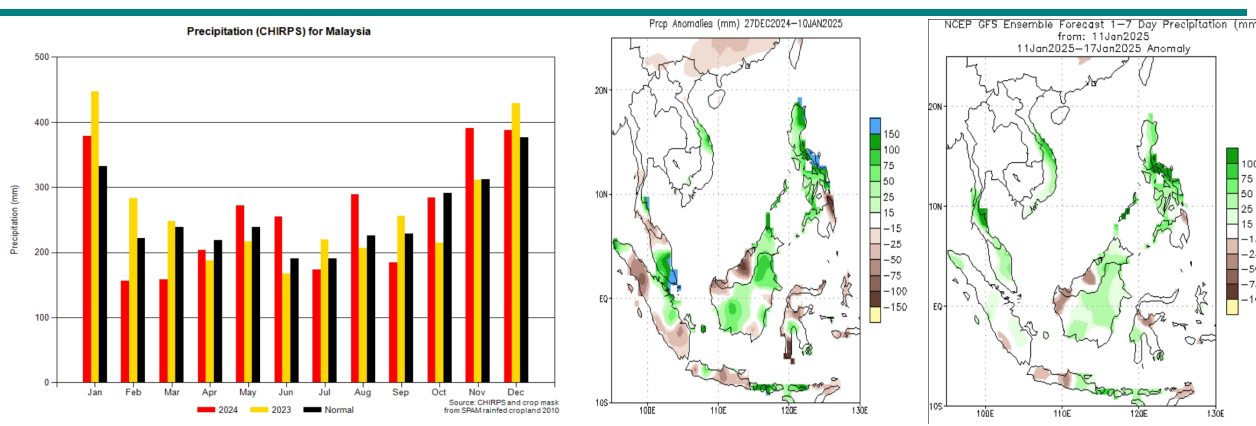 Precipitation (CHIRPS) for Malaysia
Precipitation (mm)
500
400
300
200
100
0
Jan Feb Mar Apr May Jun Jul Aug Sep Oct Nov Dec
2024 2023 Normal
Source: CHIRPS and crop mask
from SPAM rainfed cropland 2010
Prcp Anomalies (mm) 27DEC2024-10JAN2025
20N
10N
EQ
10S
100E 110E 120E 130E
150
100
75
50
25
15
-15
-25
-50
-75
-100
-150
NCEP GFS Ensemble Forecast 1-7 Day Precipitation (mm
from: 11Jan2025
11Jan2025-17Jan2025 Anomaly
20N
10N
EQ
10S
100E 110E 120E 130E
100
75
50
25
15